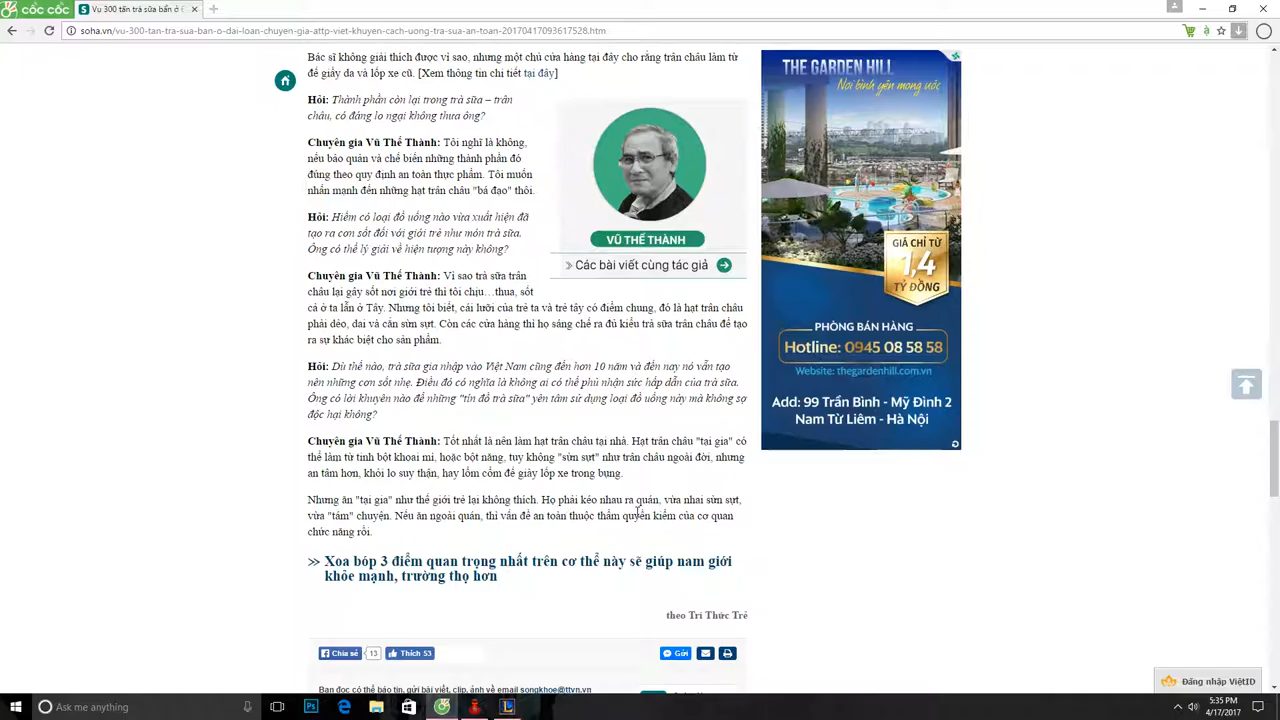 cốc cốc
Vụ 300 tấn trà sữa bẩn ở Đ
soha.vn/vu-300-tan-tra-sua-ban-o-dai-loan-chuyen-gia-attp-viet-khuyen-cach-uong-tra-sua-an-toan-20170417093617528.htm
Bác sĩ không giải thích được vì sao, nhưng một chủ cửa hàng tại đây cho rằng trân châu làm từ
đế giầy da và lốp xe cũ. [Xem thông tin chi tiết tại đây]
Hỏi: Thành phần còn lại trong trà sữa – trân
châu, có đáng lo ngại không thưa ông?
Chuyên gia Vũ Thế Thành: Tôi nghĩ là không,
nếu bảo quản và chế biến những thành phần đó
đúng theo quy định an toàn thực phẩm. Tôi muốn
nhấn mạnh đến những hạt trân châu "bá đạo" thôi.
Hỏi: Hiếm có loại đồ uống nào vừa xuất hiện đã
tạo ra cơn sốt đối với giới trẻ như món trà sữa.
Ông có thể lý giải về hiện tượng này không?
VŨ THẾ THÀNH
» Các bài viết cùng tác giả
Chuyên gia Vũ Thế Thành: Vì sao trà sữa trân
châu lại gây sốt nơi giới trẻ thì tôi chịu…thua, sốt
cả ở ta lẫn ở Tây. Nhưng tôi biết, cái lưỡi của trẻ ta và trẻ tây có điểm chung, đó là hạt trân châu
phải dẻo, dai và cắn sừn sựt. Còn các cửa hàng thì họ sáng chế ra đủ kiểu trà sữa trân châu để tạo
ra sự khác biệt cho sản phẩm.
Hỏi: Dù thế nào, trà sữa gia nhập vào Việt Nam cũng đến hơn 10 năm và đến nay nó vẫn tạo
nên những cơn sốt nhẹ. Điều đó có nghĩa là không ai có thể phủ nhận sức hấp dẫn của trà sữa.
Ông có lời khuyên nào để những "tín đồ trà sữa" yên tâm sử dụng loại đồ uống này mà không sợ
độc hại không?
Chuyên gia Vũ Thế Thành: Tốt nhất là nên làm hạt trân châu tại nhà. Hạt trân châu "tại gia" có
thể làm từ tinh bột khoai mì, hoặc bột năng, tuy không "sừn sựt" như trân châu ngoài đời, nhưng
an tâm hơn, khỏi lo suy thận, hay lổm cổm đế giày lốp xe trong bụng.
Nhưng ăn "tại gia" như thế giới trẻ lại không thích. Họ phải kéo nhau ra quán, vừa nhai sừn sựt,
vừa "tám" chuyện. Nếu ăn ngoài quán, thì vấn đề an toàn thuộc thẩm quyền kiểm của cơ quan
chức năng rồi.
>> Xoa bóp 3 điểm quan trọng nhất trên cơ thể này sẽ giúp nam giới
khỏe mạnh, trường thọ hơn
theo Trí Thức Trẻ
Chia sẻ 13 Thích 53 Gửi
Bạn đọc có thể báo tin, gửi bài viết, clip, ảnh về email songkhoe@ttvn.vn
THE GARDEN HILL
Nơi bình yên mong ước
GIÁ CHỈ TỪ
1,4
TỶ ĐỒNG
PHÒNG BÁN HÀNG
Hotline: 0945 08 58 58
Website: thegardenhill.com.vn
Add: 99 Trần Bình - Mỹ Đình 2
Nam Từ Liêm - Hà Nội
Đăng nhập VietID
Ask me anything
5:35 PM
4/17/2017